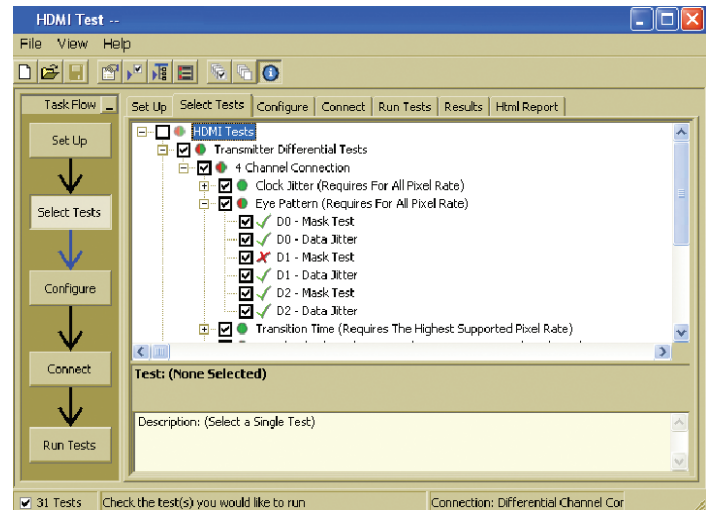 HDMI Test --
File View Help
Task Flow
Set Up Select Tests Configure Connect Run Tests Results Html Report
Set Up
Select Tests
Configure
Connect
Run Tests
HDMI Tests
Transmitter Differential Tests
4 Channel Connection
Clock Jitter (Requires For All Pixel Rate)
Eye Pattern (Requires For All Pixel Rate)
D0 - Mask Test
D0 - Data Jitter
D1 - Mask Test
D1 - Data Jitter
D2 - Mask Test
D2 - Data Jitter
Transition Time (Requires The Highest Supported Pixel Rate)
Test: (None Selected)
Description: (Select a Single Test)
31 Tests Check the test(s) you would like to run Connection: Differential Channel Cor